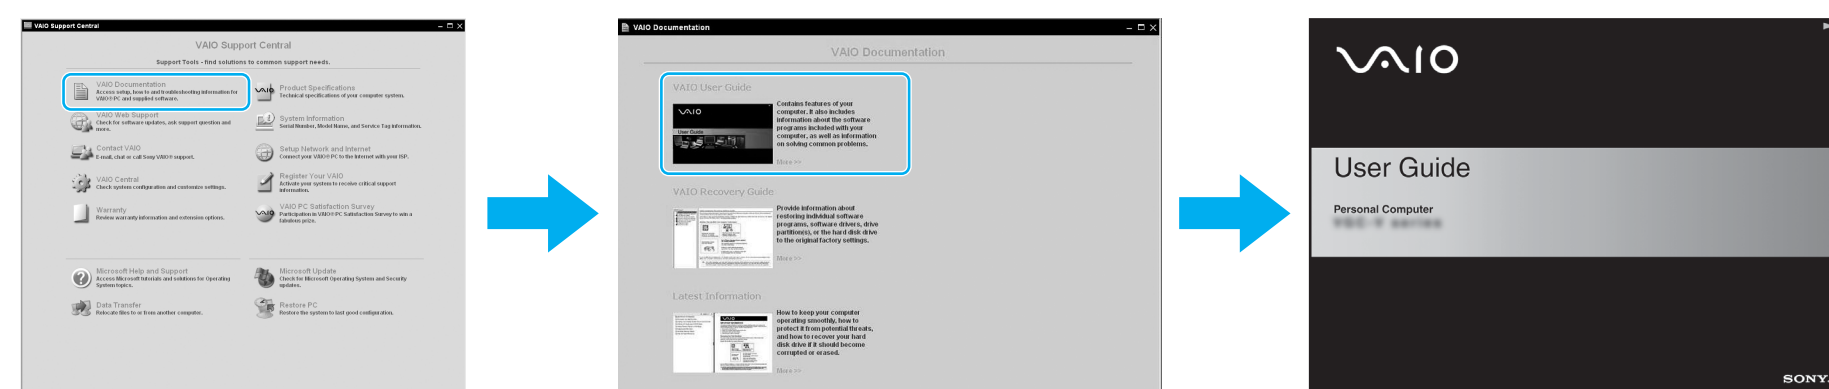 VAIO Support Central
VAIO Support Central
Support Tools - find solutions to common support needs.
VAIO Documentation
Access setup, how to and troubleshooting information for
VAIO® PC and supplied software.
VAIO Web Support
Check for software updates, ask support question and
more.
Contact VAIO
E-mail, chat or call Sony VAIO® support.
VAIO Central
Check system configuration and customize settings.
Warranty
Review warranty information and extension options.
Product Specifications
Technical specifications of your computer system.
System Information
Serial Number, Model Name, and Service Tag information.
Setup Network and Internet
Connect your VAIO® PC to the Internet with your ISP.
Register Your VAIO
Activate your system to receive critical support
information.
VAIO PC Satisfaction Survey
Participation in VAIO® PC Satisfaction Survey to win a
fabulous prize.
Microsoft Help and Support
Access Microsoft tutorials and solutions for Operating
System topics.
Data Transfer
Relocate files to or from another computer.
Microsoft Update
Check for Microsoft Operating System and Security
updates.
Restore PC
Restore the system to last good configuration.
VAIO Documentation
VAIO Documentation
VAIO User Guide
VAIO
User Guide
Contains features of your
computer. It also includes
information about the software
programs included with your
computer, as well as information
on solving common problems.
More >>
VAIO Recovery Guide
Provide information about
restoring individual software
programs, software drivers, drive
partition(s), or the hard disk drive
to the original factory settings.
More >>
Latest Information
How to keep your computer
operating smoothly, how to
protect it from potential threats,
and how to recover your hard
disk drive if it should become
corrupted or erased.
More >>
VAIO
User Guide
Personal Computer
SONY